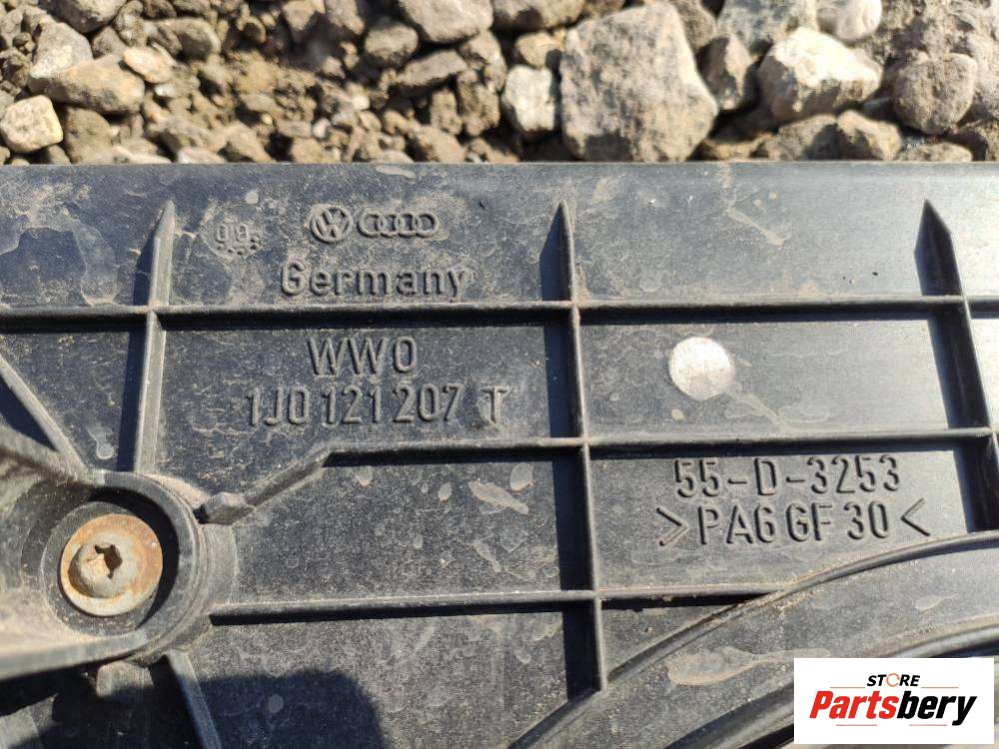 Germany
WWO
1J0 121 207 T
55-D-3253
>PA6 GF 30<
STORE
Partsbery